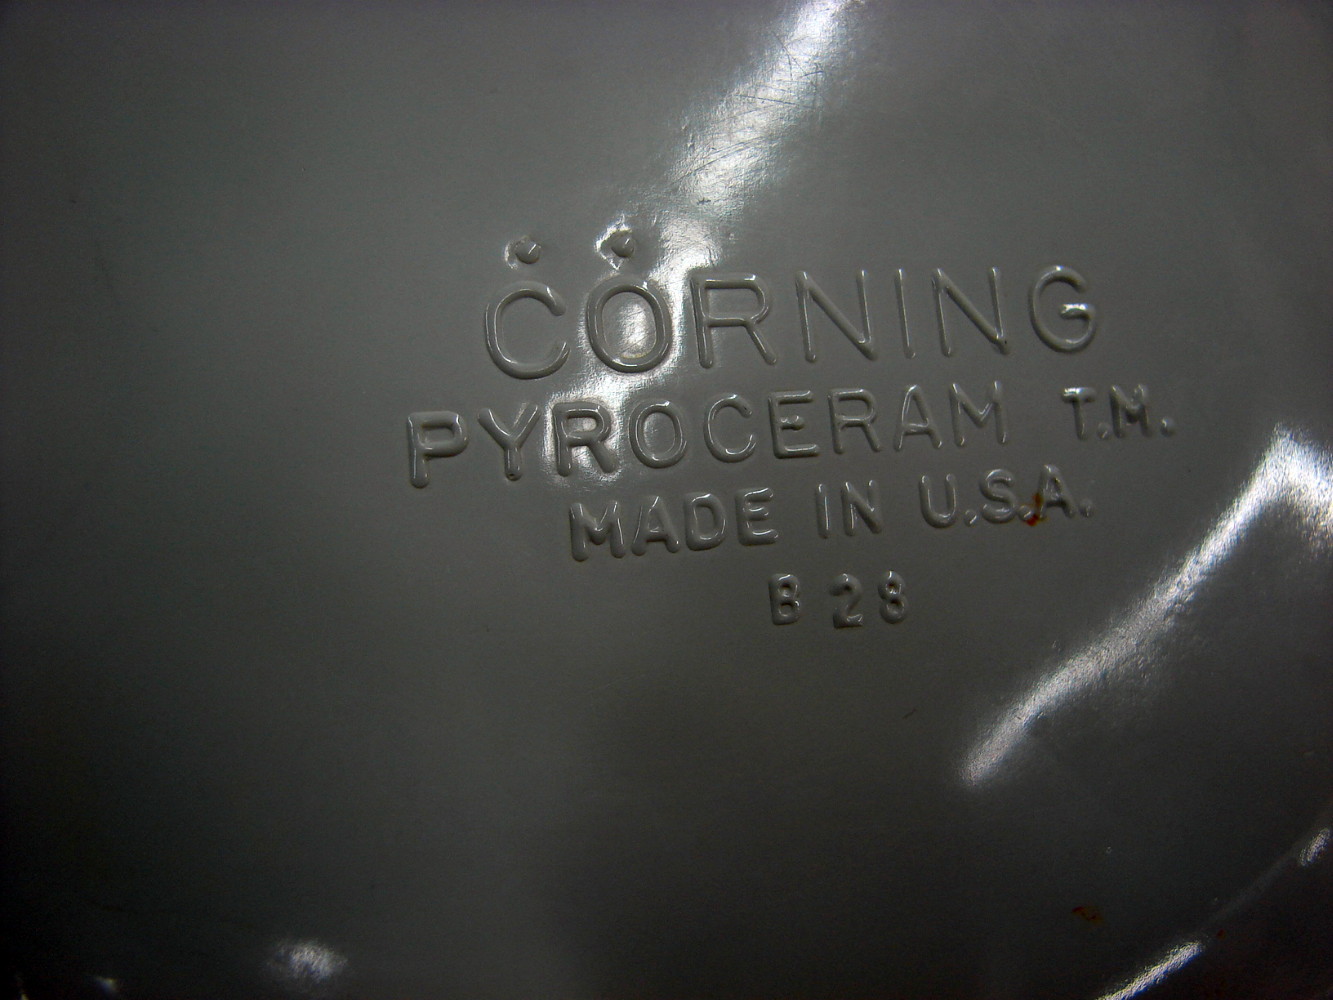 CORNING
PYROCERAM T.M.
MADE IN U.S.A.
B 28